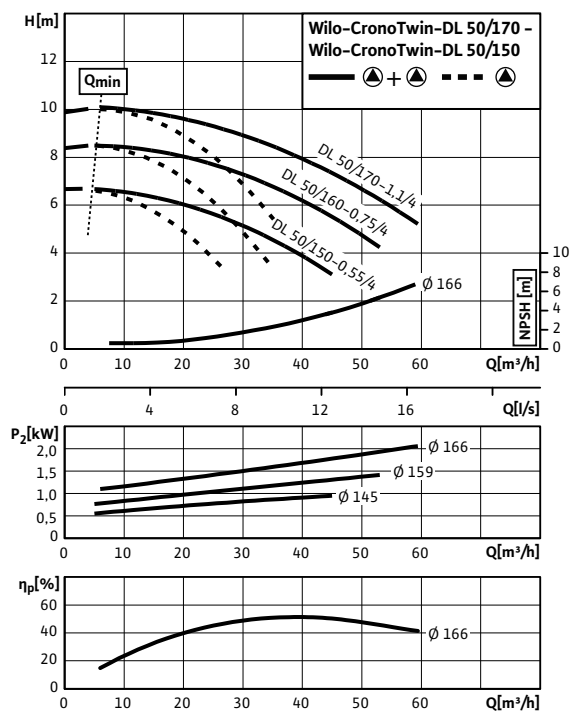 H[m]
Wilo-CronoTwin-DL 50/170 –
Wilo-CronoTwin-DL 50/150
+
12
10
8
6
4
2
0
Qmin
DL 50/170-1,1/4
DL 50/160-0,75/4
DL 50/150-0,55/4
Ø 166
10
8
6
4
2
0
NPSH [m]
0 10 20 30 40 50 60 Q[m³/h]
0 4 8 12 16 Q[l/s]
P₂[kW]
2,0
1,5
1,0
0,5
0
Ø 166
Ø 159
Ø 145
0 10 20 30 40 50 60 Q[m³/h]
ηp[%]
60
40
20
0
Ø 166
0 10 20 30 40 50 60 Q[m³/h]